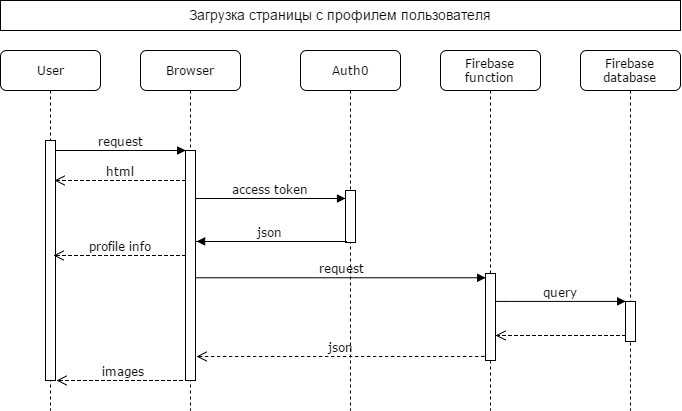 Загрузка страницы с профилем пользователя
User
Browser
Auth0
Firebase
function
Firebase
database
request
html
access token
json
profile info
request
query
json
images